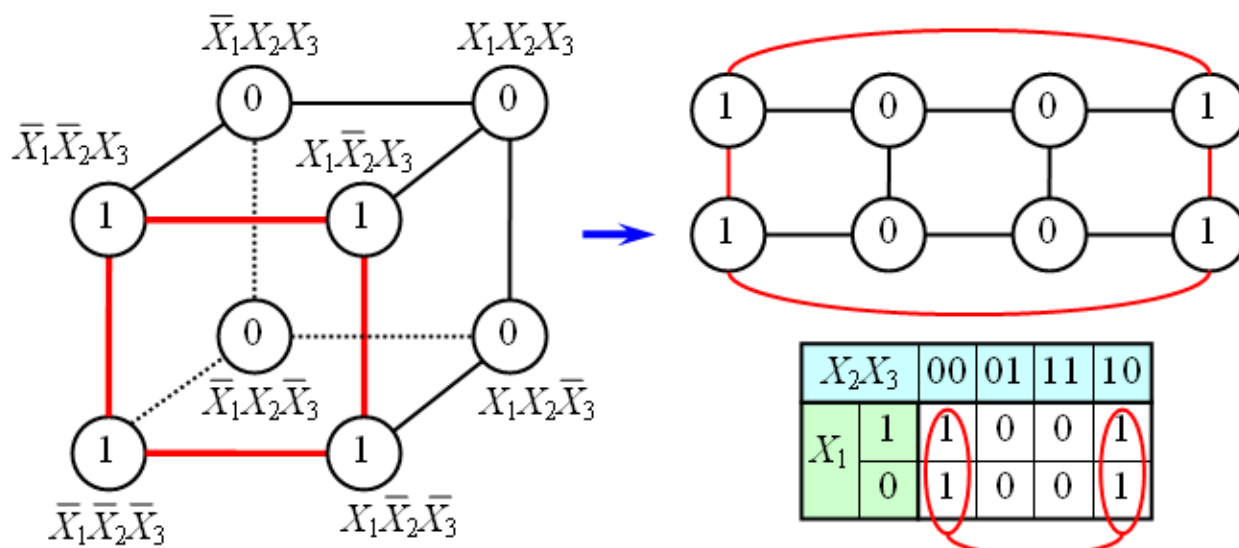 X̅₁X₂X₃ X₁X₂X₃
0 0
X̅₁X̅₂X₃ X₁X̅₂X₃
1 1
0 0
X̅₁X₂X̅₃ X₁X₂X̅₃
1 1
X̅₁X̅₂X̅₃ X₁X̅₂X̅₃
1 0 0 1
1 0 0 1
X₂X₃ 00 01 11 10
X₁ 1 1 0 0 1
0 1 0 0 1